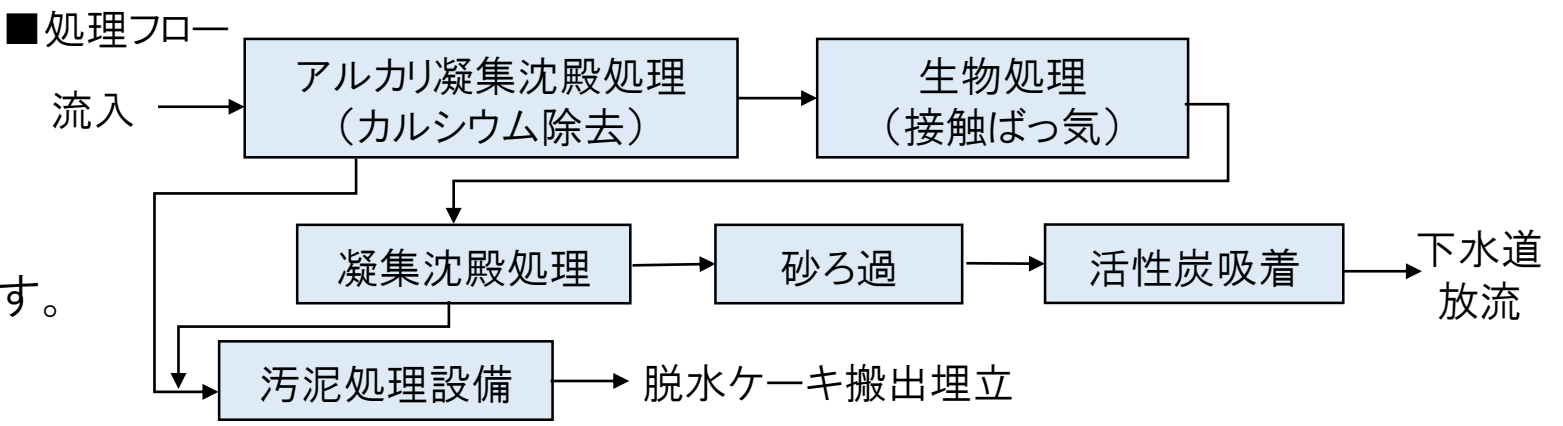 ■処理フロー
流入
アルカリ凝集沈殿処理
（カルシウム除去）
生物処理
（接触ばっ気）
凝集沈殿処理
砂ろ過
活性炭吸着
下水道
放流
す。
汚泥処理設備
脱水ケーキ搬出埋立